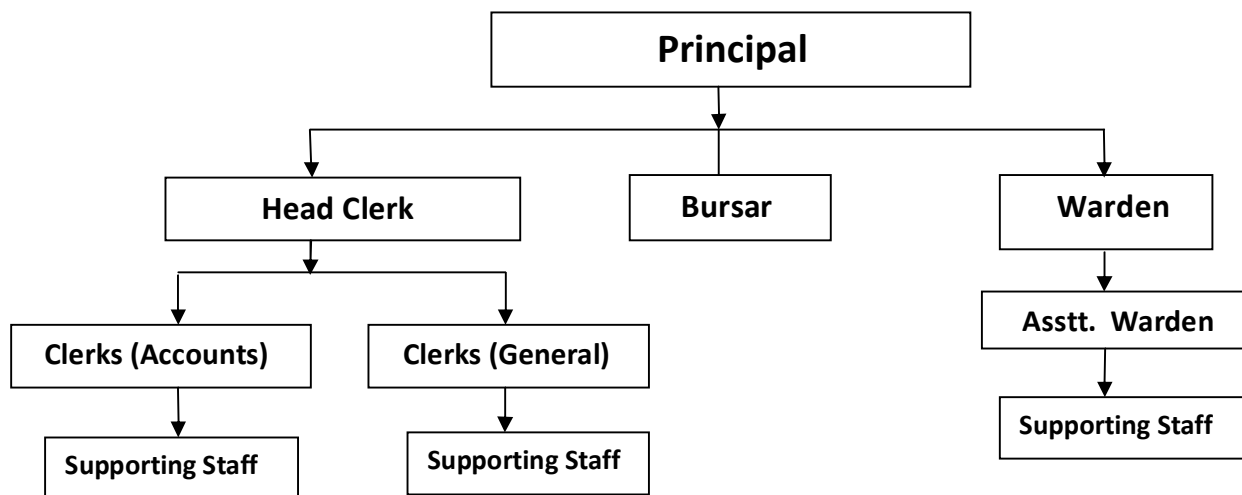 Principal
Head Clerk
Bursar
Warden
Asstt. Warden
Clerks (Accounts)
Clerks (General)
Supporting Staff
Supporting Staff
Supporting Staff